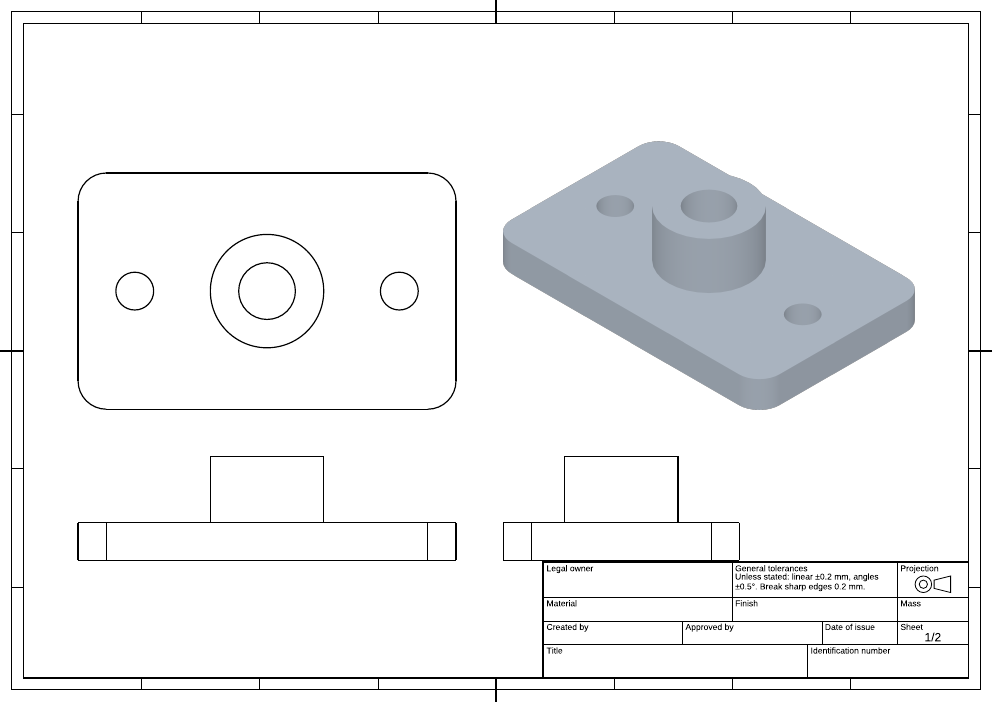 Legal owner
General tolerances
Unless stated: linear ±0.2 mm, angles
±0.5°. Break sharp edges 0.2 mm.
Projection
Material
Finish
Mass
Created by
Approved by
Date of issue
Sheet
1/2
Title
Identification number